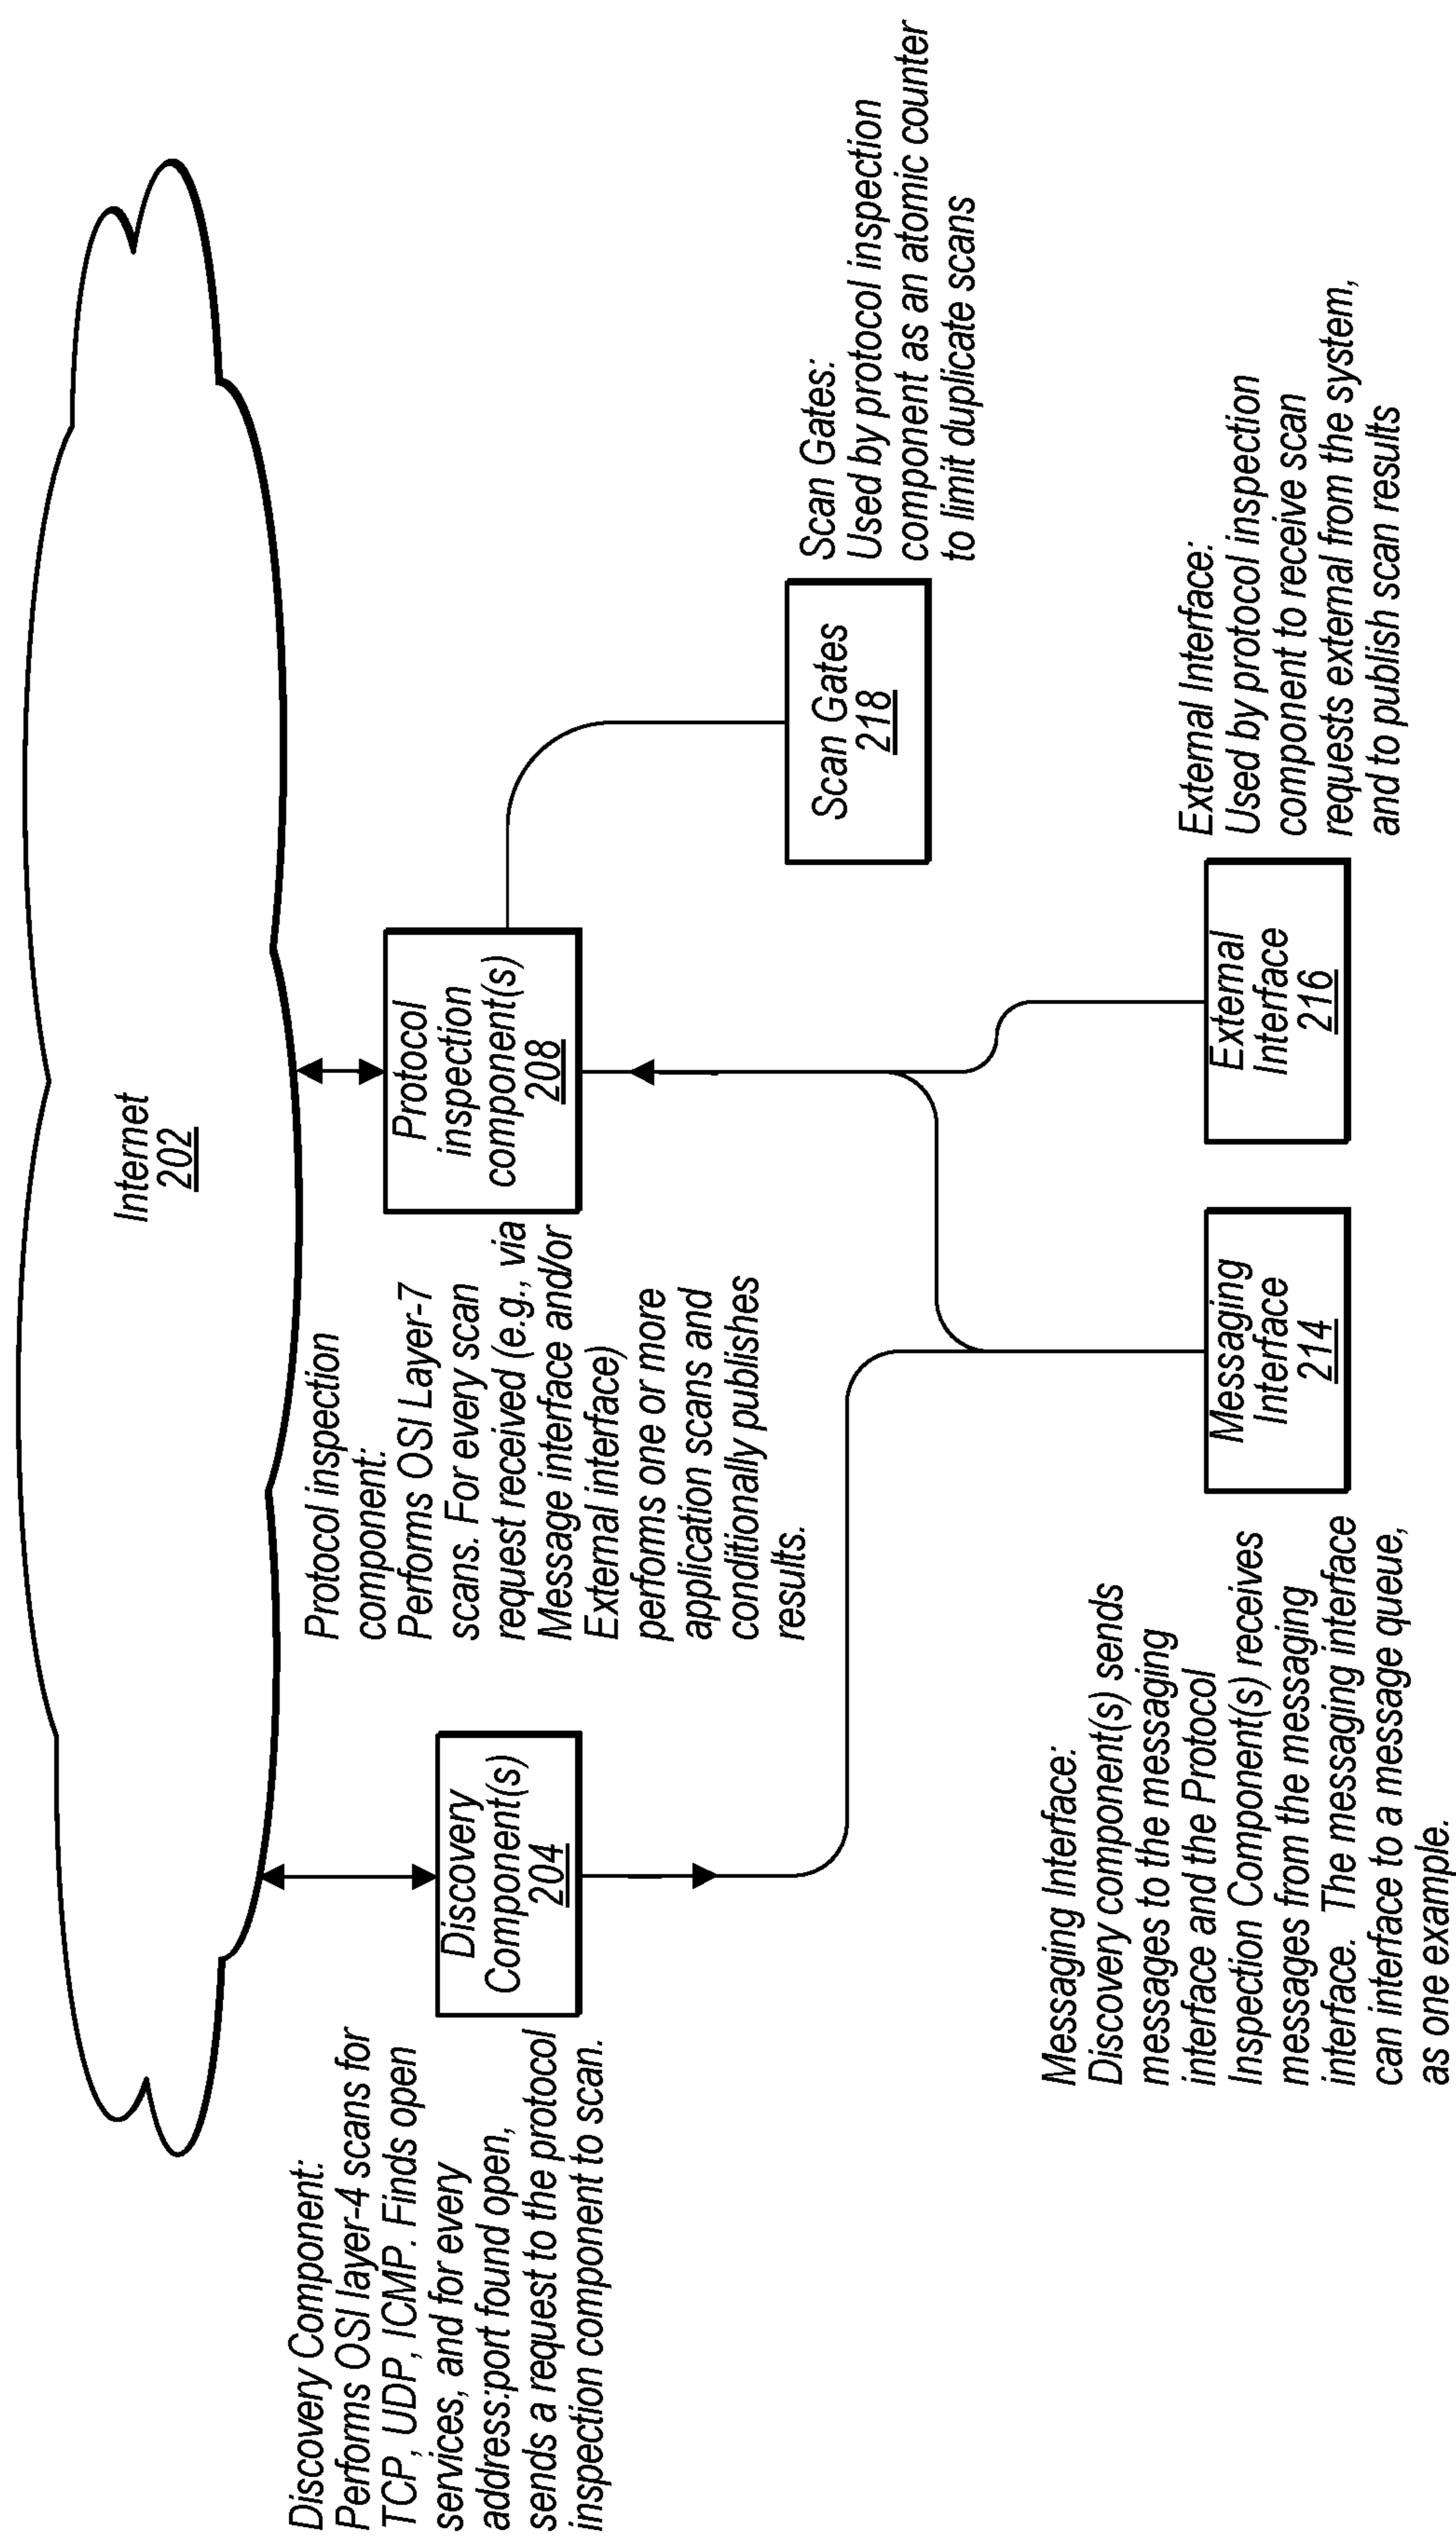 Internet
202
Discovery Component:
Performs OSI layer-4 scans for
TCP, UDP, ICMP. Finds open
services, and for every
address:port found open,
sends a request to the protocol
inspection component to scan.
Discovery
Component(s)
204
Protocol inspection
component:
Performs OSI Layer-7
scans. For every scan
request received (e.g., via
Message interface and/or
External interface)
perfoms one or more
application scans and
conditionally publishes
results.
Protocol
inspection
component(s)
208
Scan Gates
218
Scan Gates:
Used by protocol inspection
component as an atomic counter
to limit duplicate scans
Messaging Interface:
Discovery component(s) sends
messages to the messaging
interface and the Protocol
Inspection Component(s) receives
messages from the messaging
interface. The messaging interface
can interface to a message queue,
as one example.
Messaging
Interface
214
External
Interface
216
External Interface:
Used by protocol inspection
component to receive scan
requests external from the system,
and to publish scan results